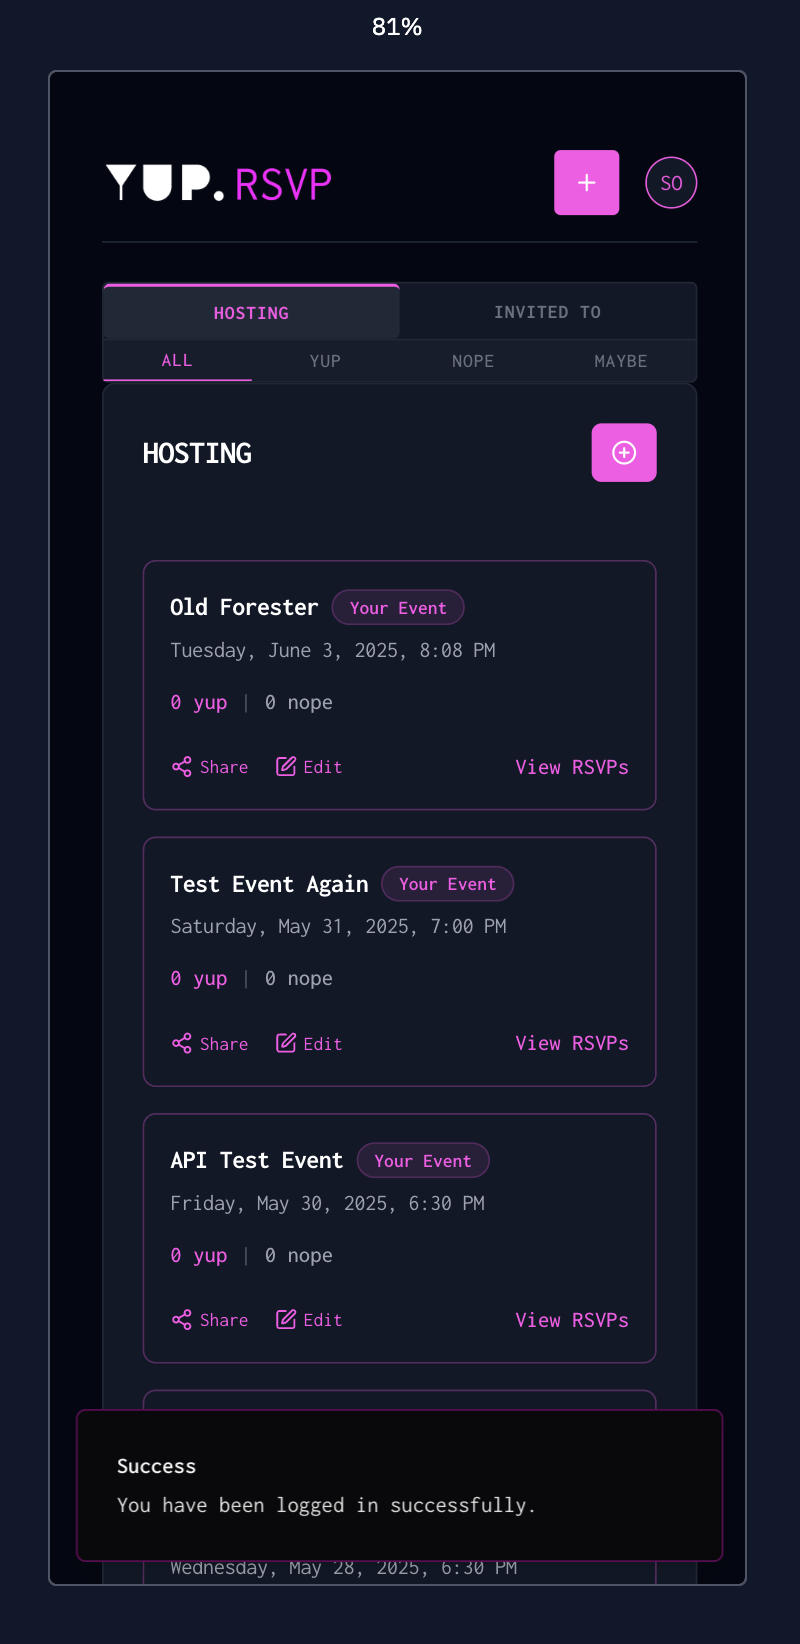 81%
YUP.RSVP
SO
HOSTING INVITED TO
ALL YUP NOPE MAYBE
HOSTING
Old Forester Your Event
Tuesday, June 3, 2025, 8:08 PM
0 yup | 0 nope
Share Edit View RSVPs
Test Event Again Your Event
Saturday, May 31, 2025, 7:00 PM
0 yup | 0 nope
Share Edit View RSVPs
API Test Event Your Event
Friday, May 30, 2025, 6:30 PM
0 yup | 0 nope
Share Edit View RSVPs
Success
You have been logged in successfully.
Wednesday, May 28, 2025, 6:30 PM